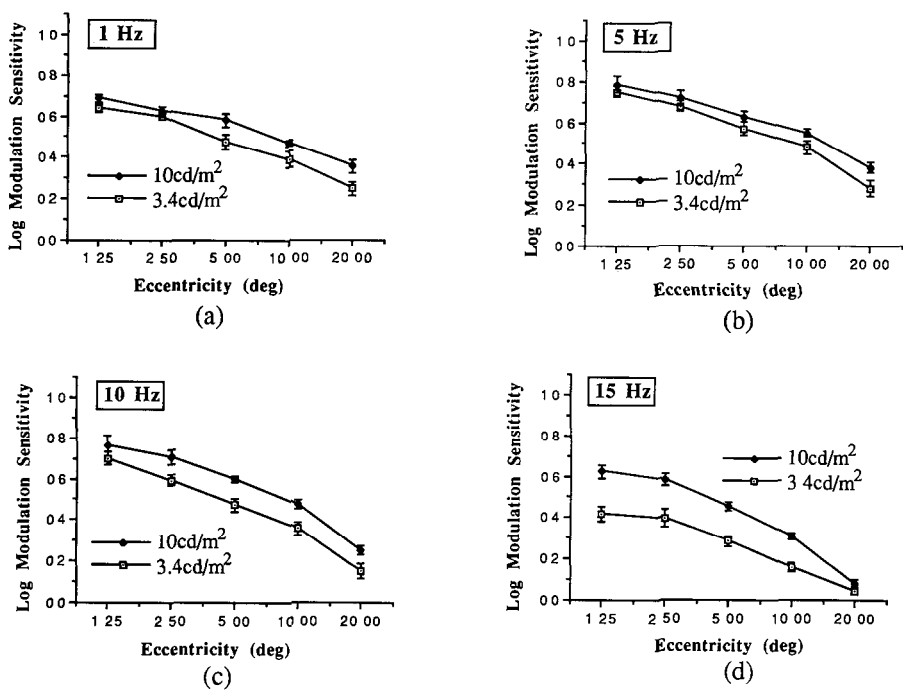 1 Hz
Log Modulation Sensitivity
1 0
0 8
0 6
0 4
0 2
0 0
10cd/m²
3.4cd/m²
1 25 2 50 5 00 10 00 20 00
Eccentricity (deg)
(a)
5 Hz
Log Modulation Sensitivity
1 0
0 8
0 6
0 4
0 2
0 0
10cd/m²
3.4cd/m²
1 25 2 50 5 00 10 00 20 00
Eccentricity (deg)
(b)
10 Hz
Log Modulation Sensitivity
1 0
0 8
0 6
0 4
0 2
0 0
10cd/m²
3.4cd/m²
1 25 2 50 5 00 10 00 20 00
Eccentricity (deg)
(c)
15 Hz
Log Modulation Sensitivity
1 0
0 8
0 6
0 4
0 2
0 0
10cd/m²
3 4cd/m²
1 25 2 50 5 00 10 00 20 00
Eccentricity (deg)
(d)